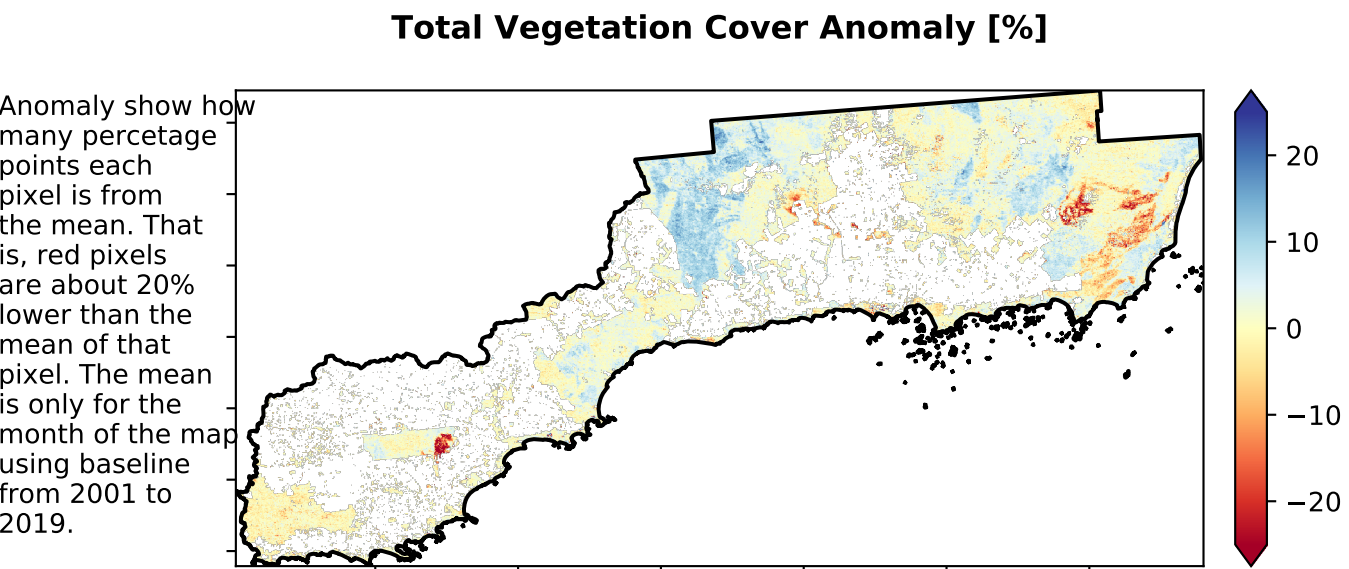 Total Vegetation Cover Anomaly [%]
Anomaly show how
many percetage
points each
pixel is from
the mean. That
is, red pixels
are about 20%
lower than the
mean of that
pixel. The mean
is only for the
month of the map
using baseline
from 2001 to
2019.
20
10
0
−10
−20